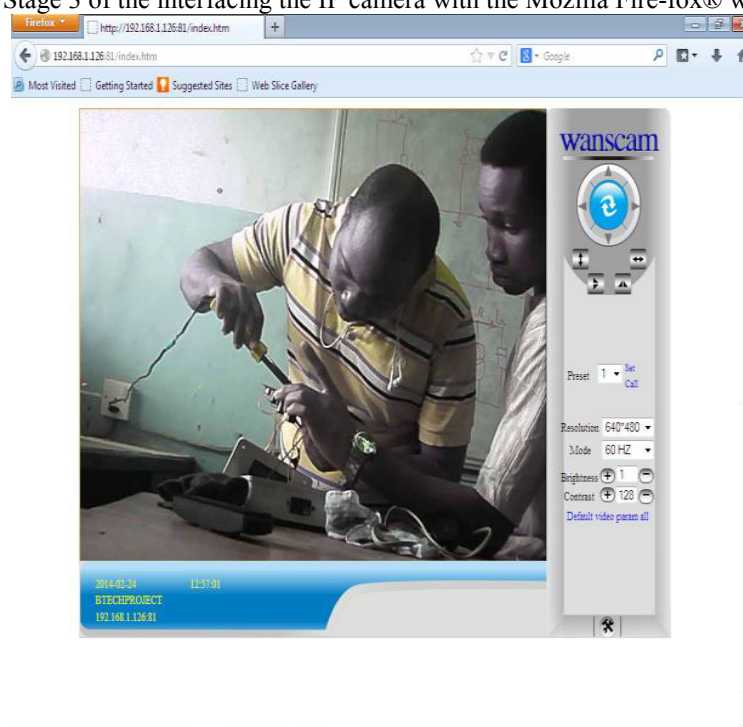 Stage 3 of the interfacing the IP camera with the Mozilla Fire-fox® w
Firefox
http://192.168.1.126:81/index.htm
192.168.1.126:81/index.htm
Google
Most Visited Getting Started Suggested Sites Web Slice Gallery
wanscam
Preset 1 Set
Call
Resolution 640*480
Mode 60 HZ
Brightness 1
Contrast 128
Default video param all
2014-02-24 12:57:01
BTECHPROJECT
192.168.1.126:81